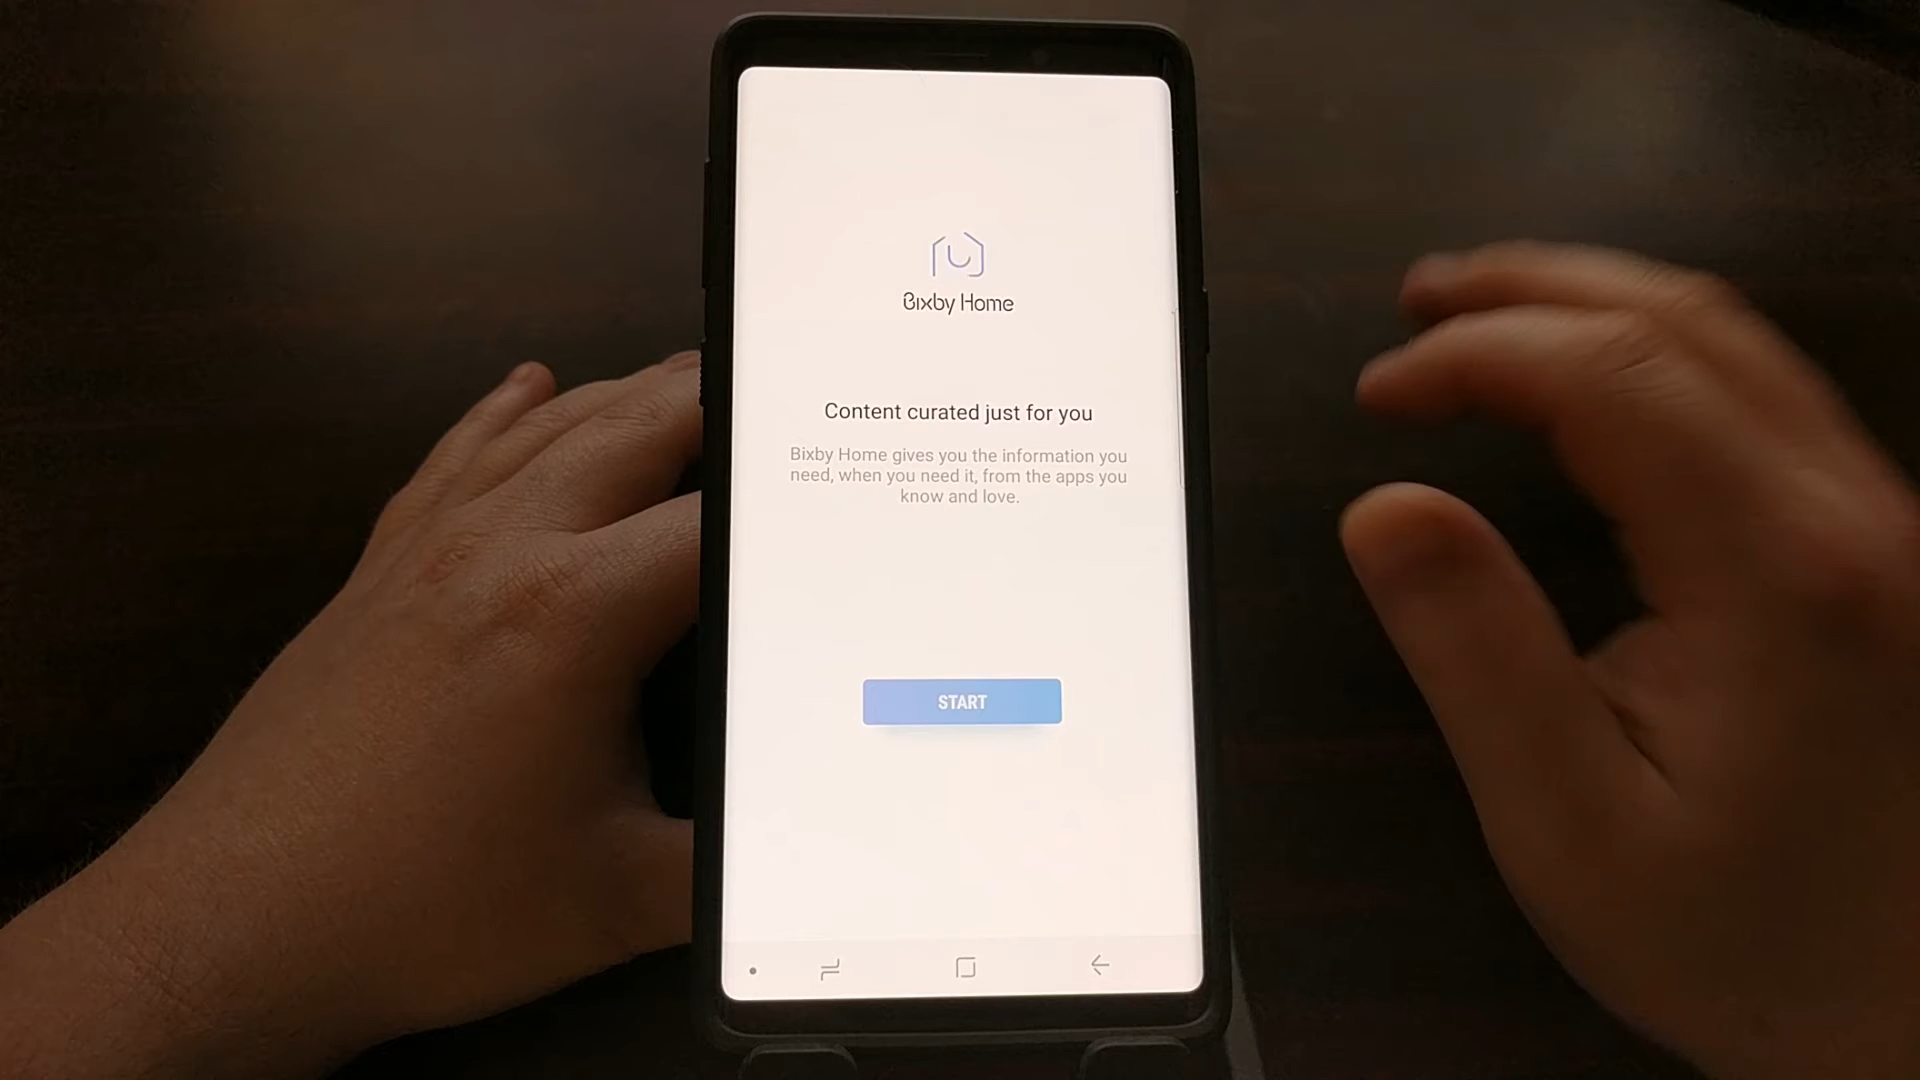 Bixby Home
Content curated just for you
Bixby Home gives you the information you
need, when you need it, from the apps you
know and love.
START